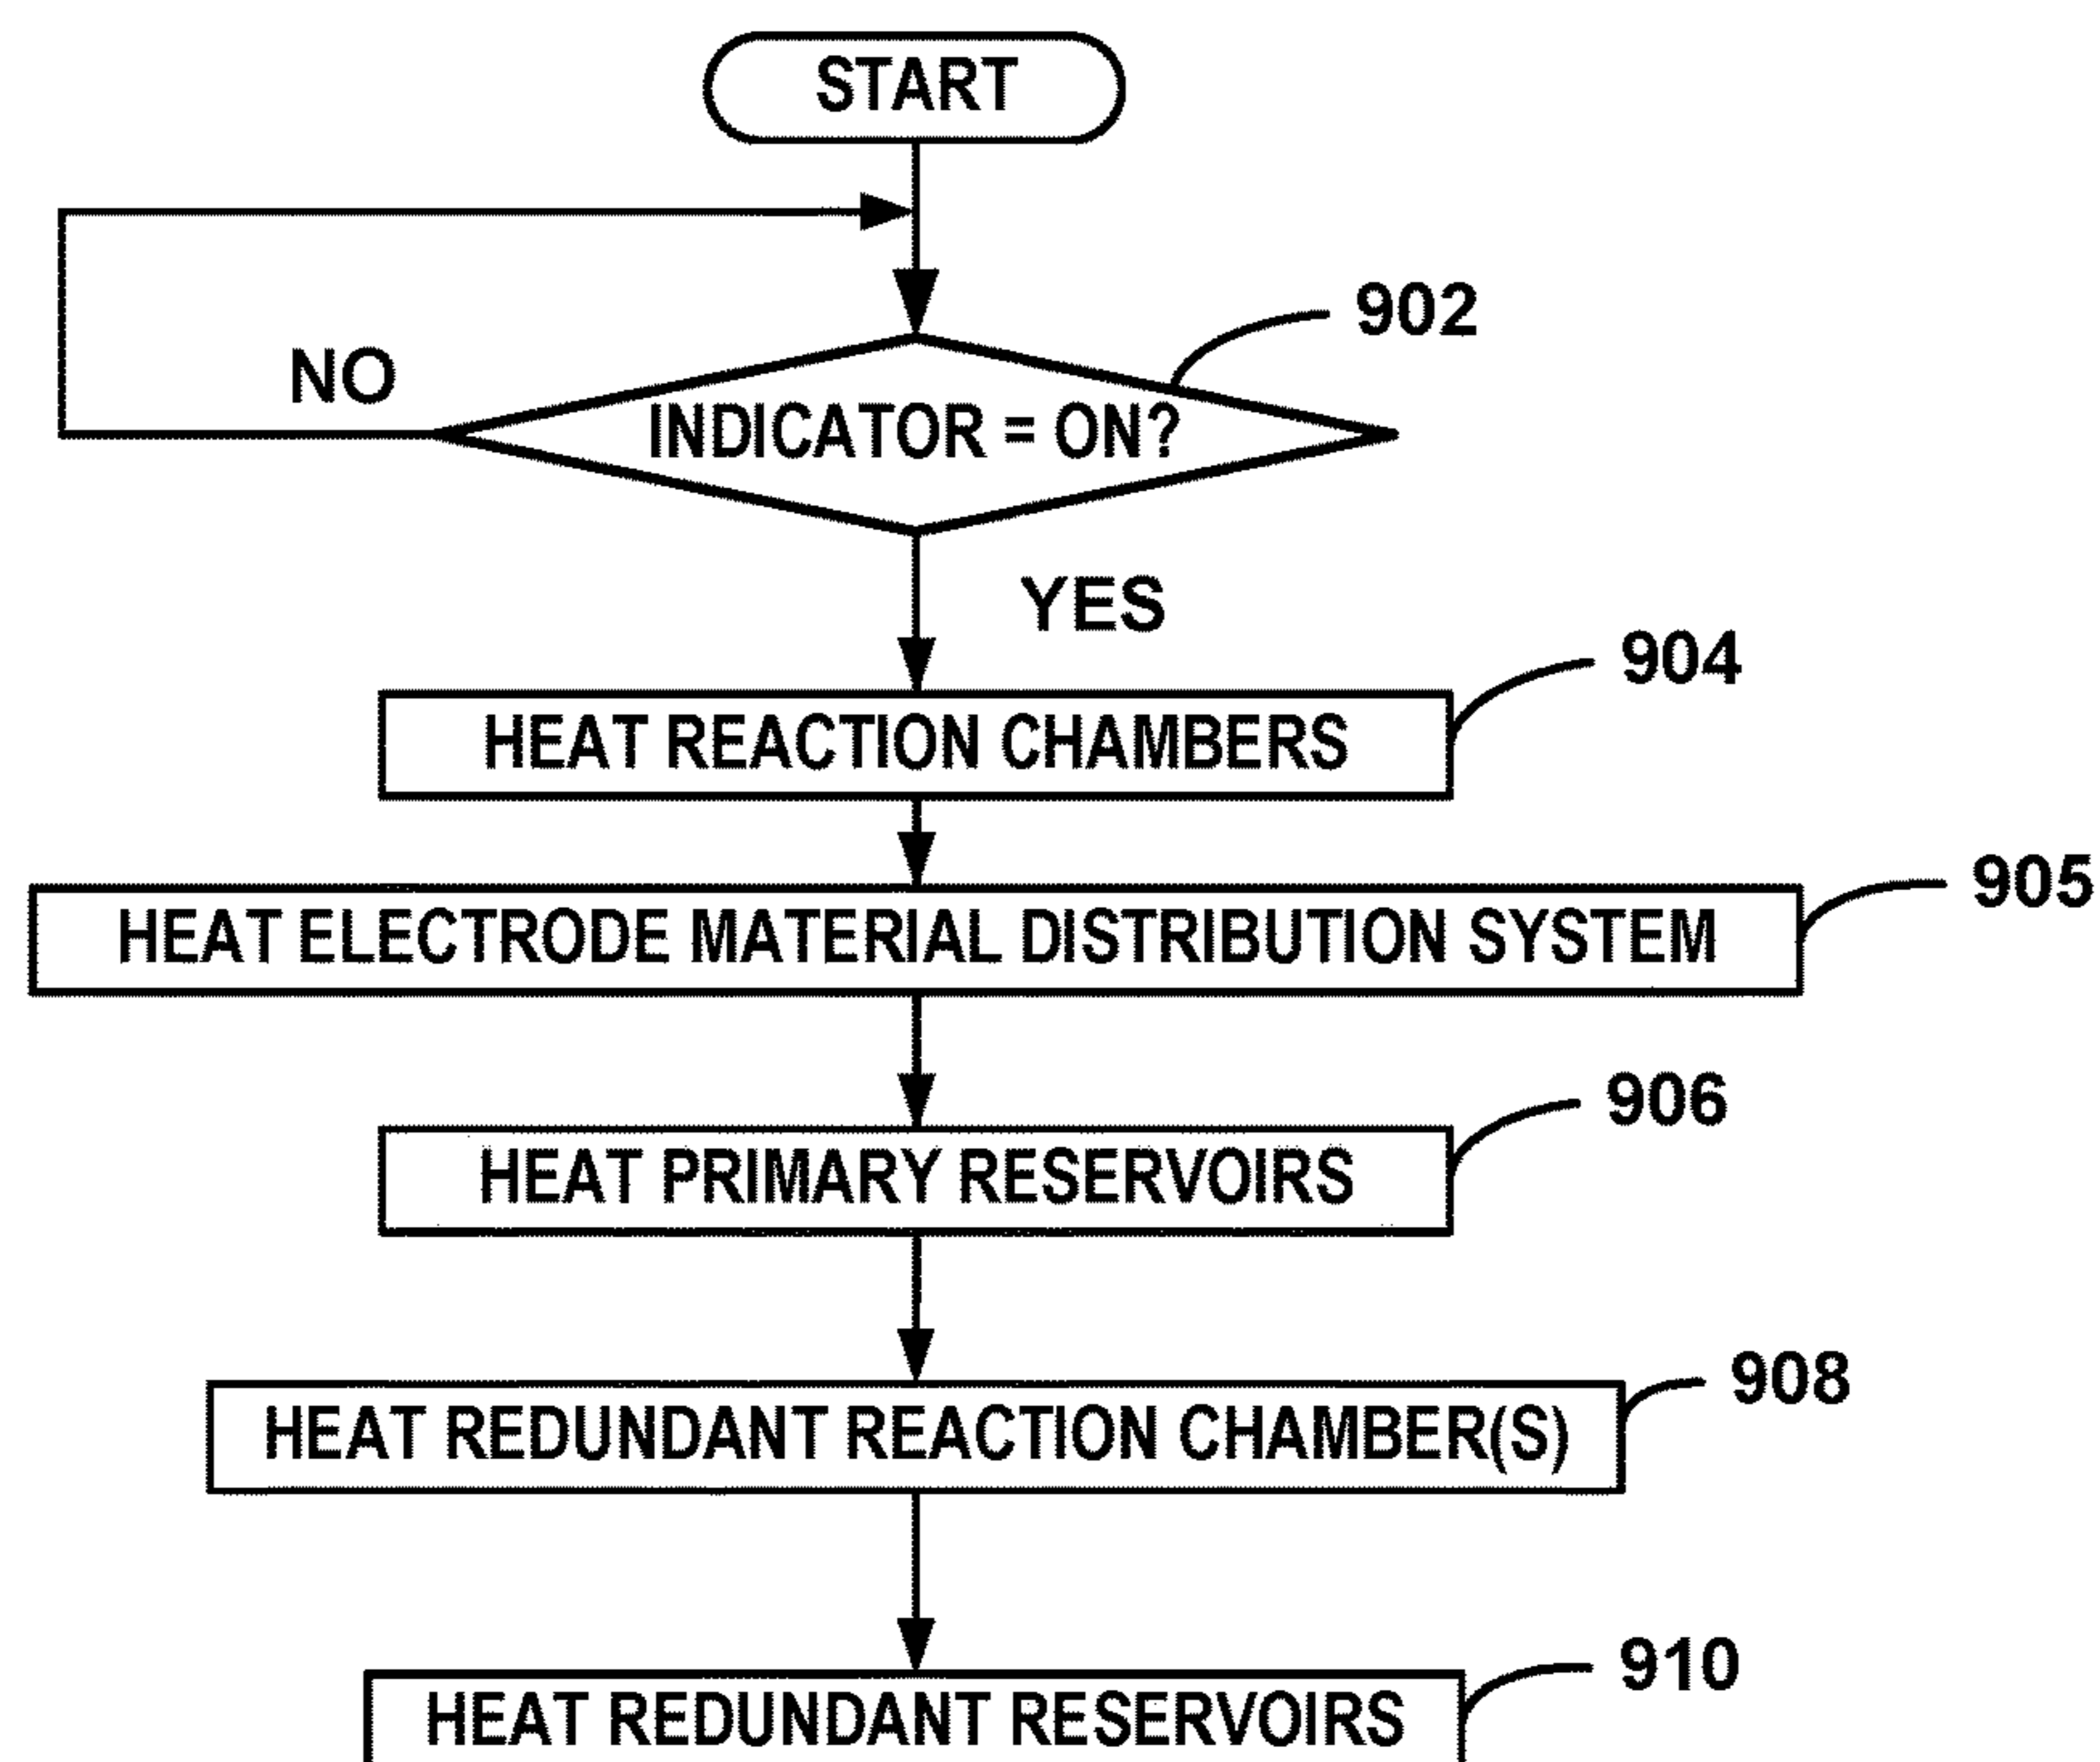 START
902
NO
INDICATOR = ON?
YES
904
HEAT REACTION CHAMBERS
905
HEAT ELECTRODE MATERIAL DISTRIBUTION SYSTEM
906
HEAT PRIMARY RESERVOIRS
908
HEAT REDUNDANT REACTION CHAMBER(S)
910
HEAT REDUNDANT RESERVOIRS